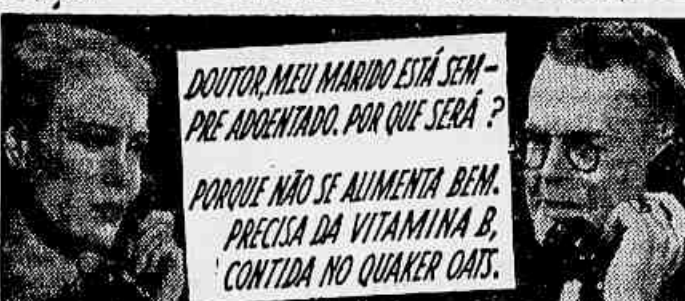 DOUTOR, MEU MARIDO ESTÁ SEM-
PRE ADOENTADO. POR QUE SERÁ ?
PORQUE NÃO SE ALIMENTA BEM.
PRECISA DA VITAMINA B,
CONTIDA NO QUAKER OATS.